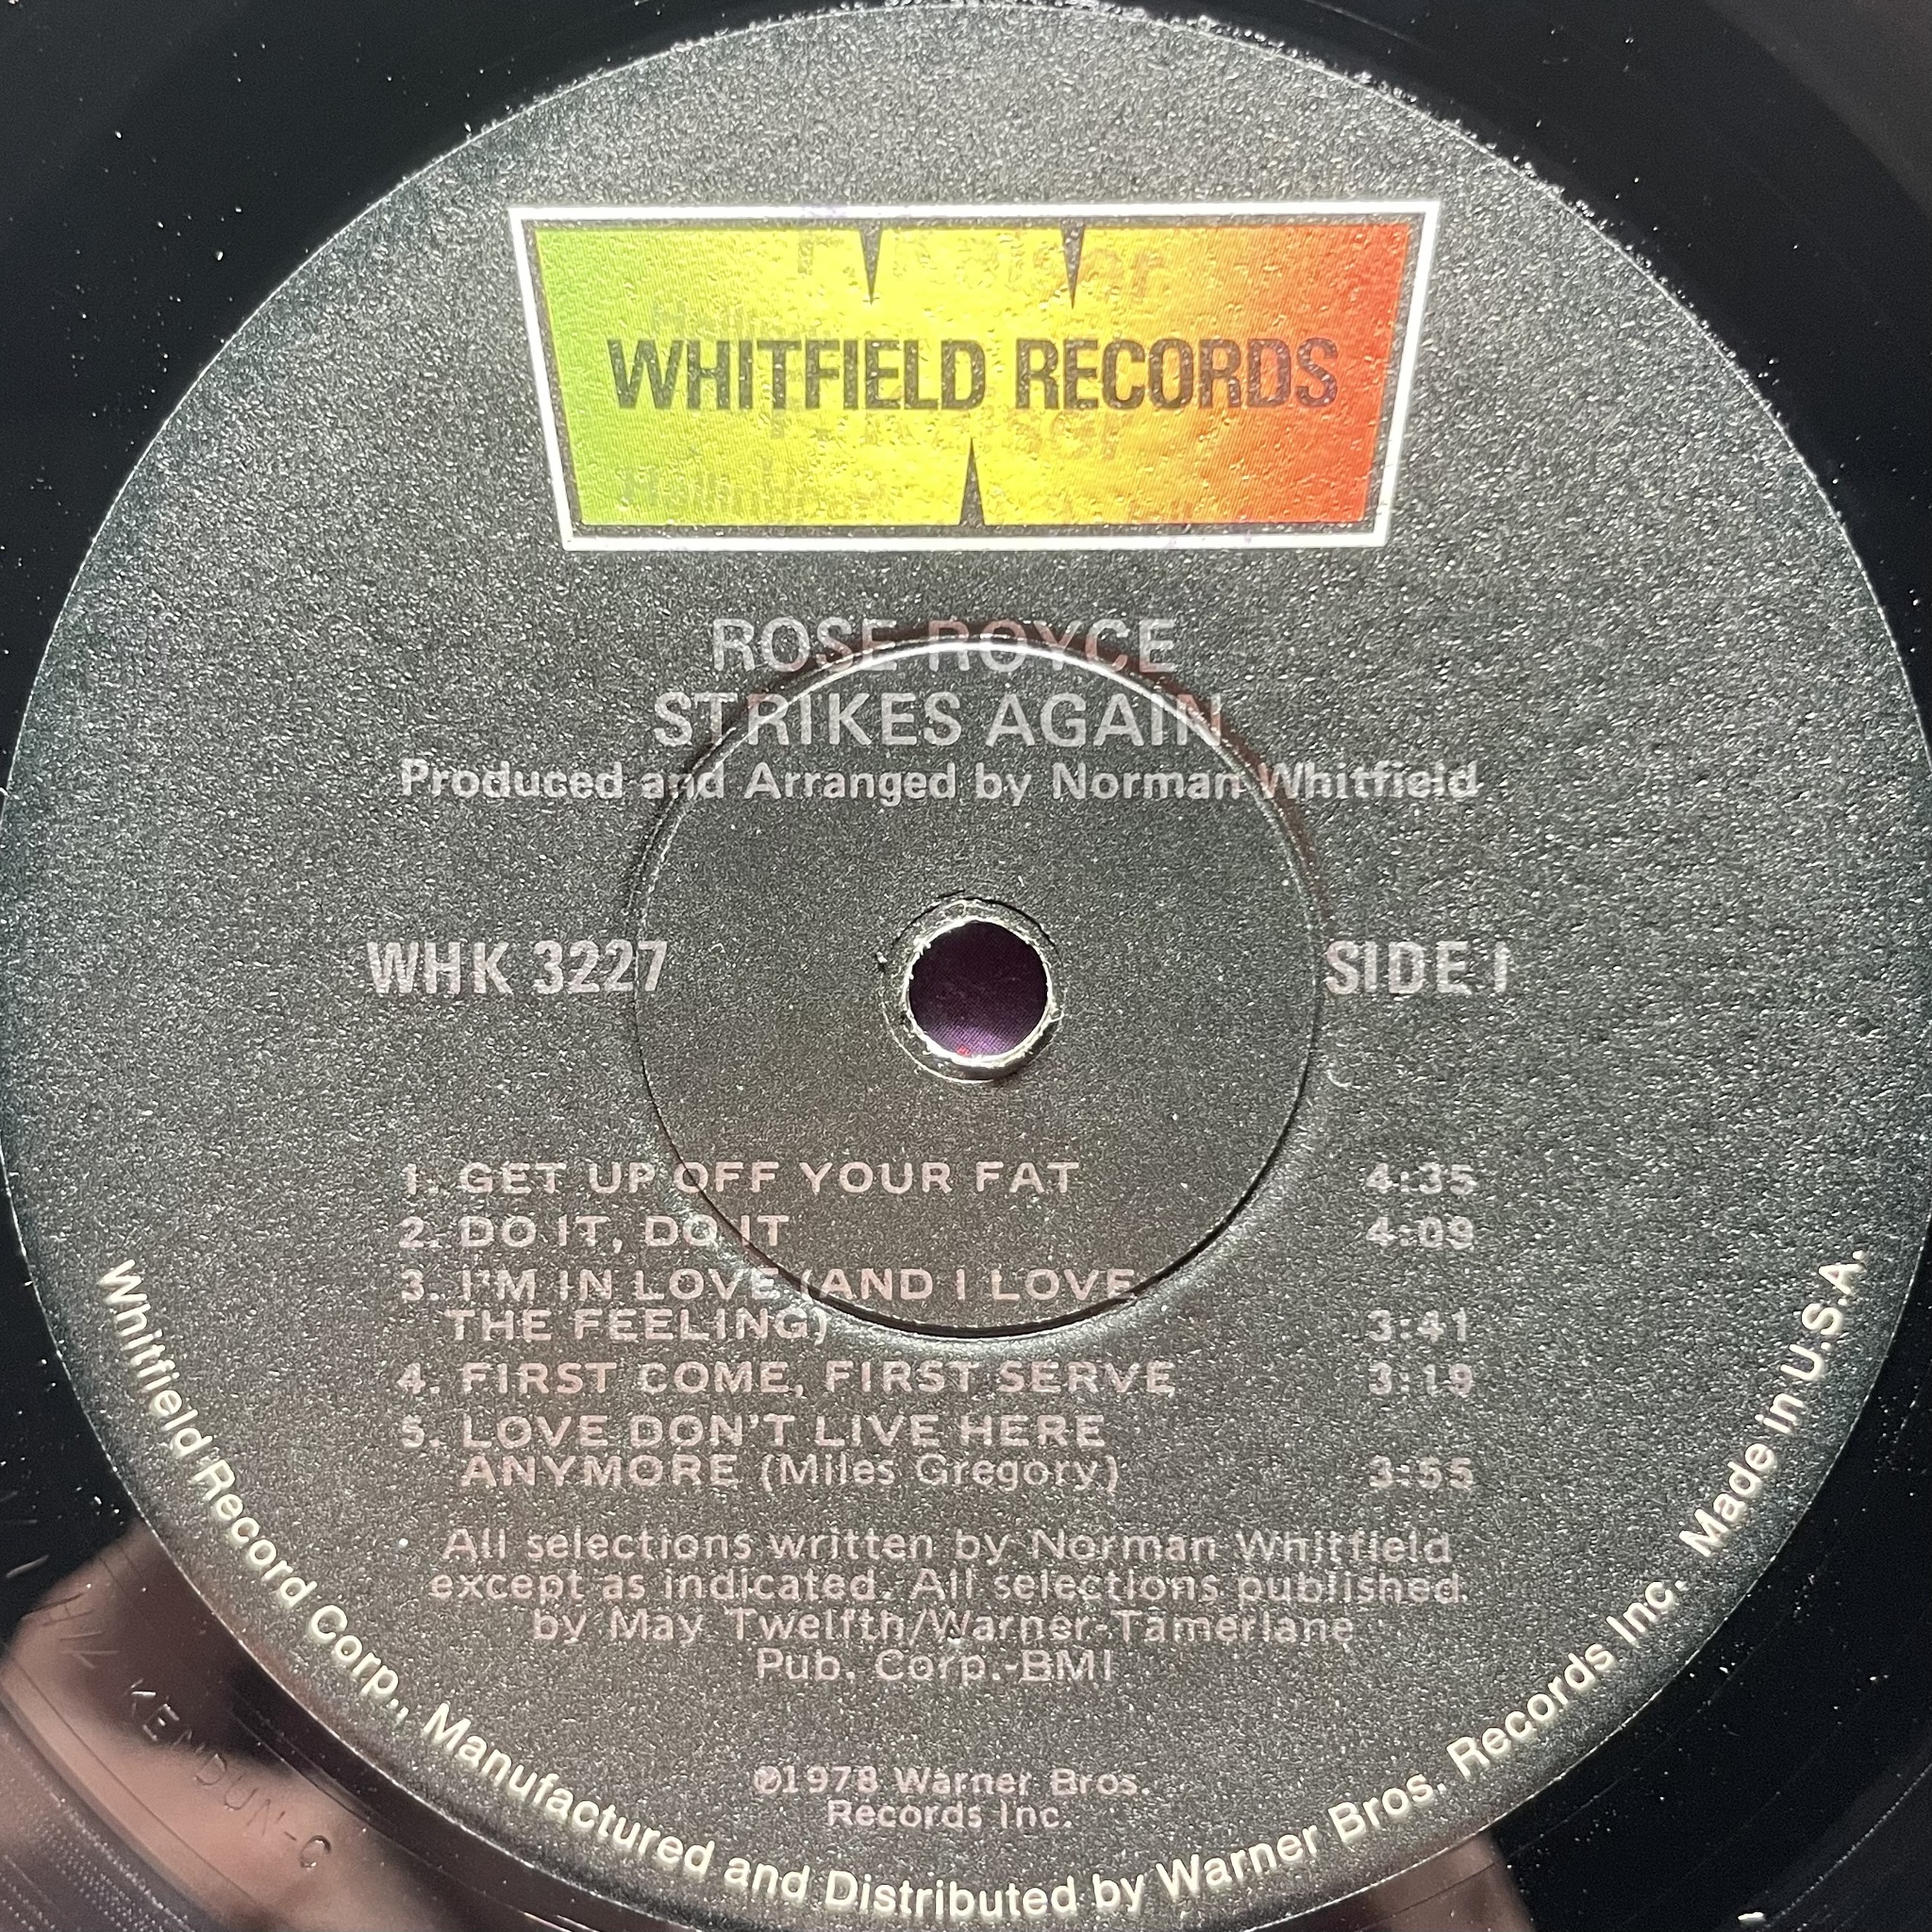 WHITFIELD RECORDS
ROSE ROYCE
STRIKES AGAIN
Produced and Arranged by Norman Whitfield
WHK 3227
SIDE 1
1. GET UP OFF YOUR FAT 4:35
2. DO IT, DO IT 4:09
3. I'M IN LOVE (AND I LOVE
THE FEELING) 3:41
4. FIRST COME, FIRST SERVE 3:19
5. LOVE DON'T LIVE HERE
ANYMORE (Miles Gregory) 3:55
All selections written by Norman Whitfield
except as indicated. All selections published
by May Twelfth/Warner-Tamerlane
Pub. Corp.-BMI
℗1978 Warner Bros.
Records Inc.
Whitfield Record Corp., Manufactured and Distributed by Warner Bros. Records Inc. Made in U.S.A.
KENDUN-C